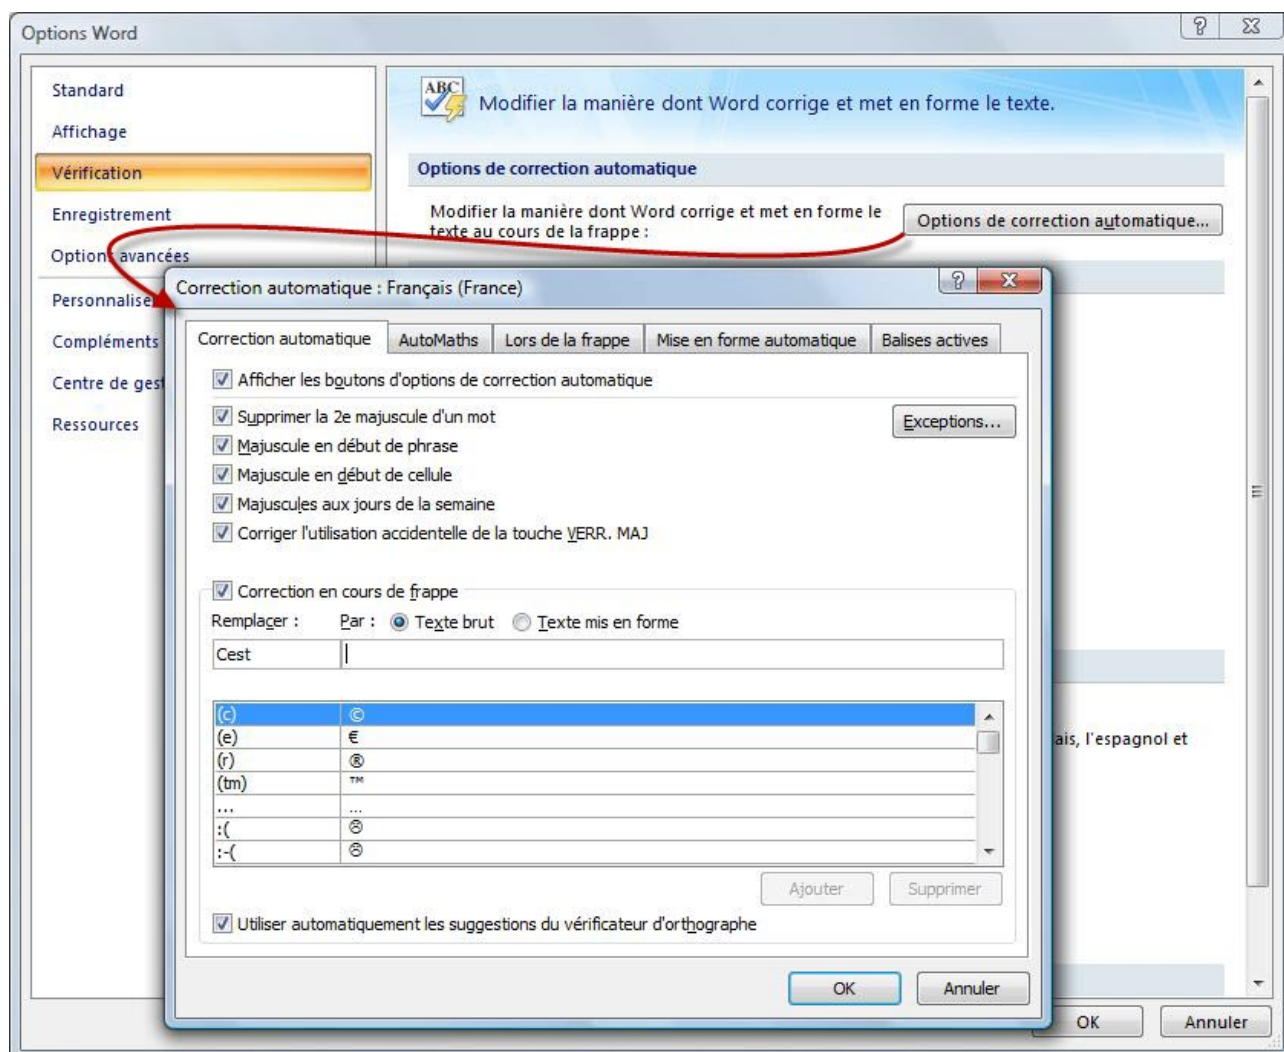 Options Word
Standard
Affichage
Vérification
Enregistrement
Options avancées
Personnalise
Compléments
Centre de gest
Ressources
ABC
Modifier la manière dont Word corrige et met en forme le texte.
Options de correction automatique
Modifier la manière dont Word corrige et met en forme le
texte au cours de la frappe :
Options de correction automatique...
Correction automatique : Français (France)
Correction automatique AutoMaths Lors de la frappe Mise en forme automatique Balises actives
Afficher les boutons d'options de correction automatique
Supprimer la 2e majuscule d'un mot
Exceptions...
Majuscule en début de phrase
Majuscule en début de cellule
Majuscules aux jours de la semaine
Corriger l'utilisation accidentelle de la touche VERR. MAJ
Correction en cours de frappe
Remplacer : Par : Texte brut Texte mis en forme
Cest
(c) ©
(e) €
(r) ®
(tm) ™
... …
:( ☹
:-( ☹
Ajouter Supprimer
Utiliser automatiquement les suggestions du vérificateur d'orthographe
OK Annuler
ais, l'espagnol et
OK Annuler